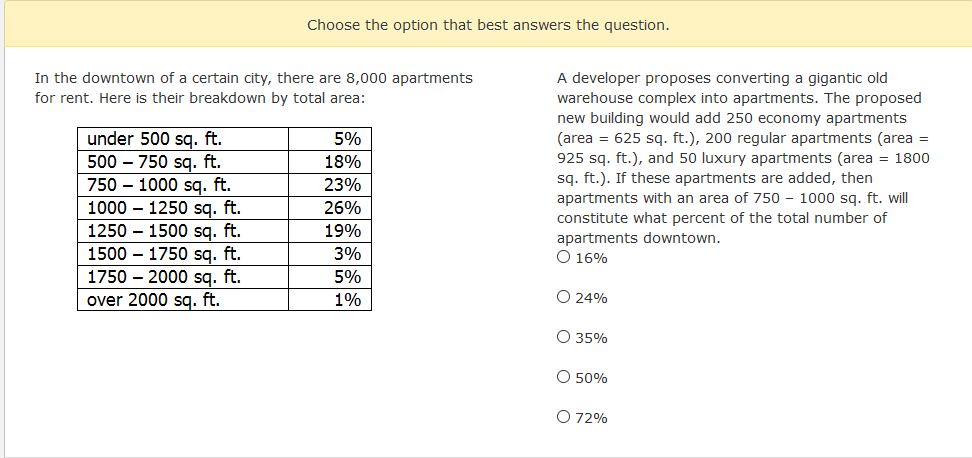 Choose the option that best answers the question.
In the downtown of a certain city, there are 8,000 apartments
for rent. Here is their breakdown by total area:
under 500 sq. ft. 5%
500 – 750 sq. ft. 18%
750 – 1000 sq. ft. 23%
1000 – 1250 sq. ft. 26%
1250 – 1500 sq. ft. 19%
1500 – 1750 sq. ft. 3%
1750 – 2000 sq. ft. 5%
over 2000 sq. ft. 1%
A developer proposes converting a gigantic old
warehouse complex into apartments. The proposed
new building would add 250 economy apartments
(area = 625 sq. ft.), 200 regular apartments (area =
925 sq. ft.), and 50 luxury apartments (area = 1800
sq. ft.). If these apartments are added, then
apartments with an area of 750 – 1000 sq. ft. will
constitute what percent of the total number of
apartments downtown.
16%
24%
35%
50%
72%